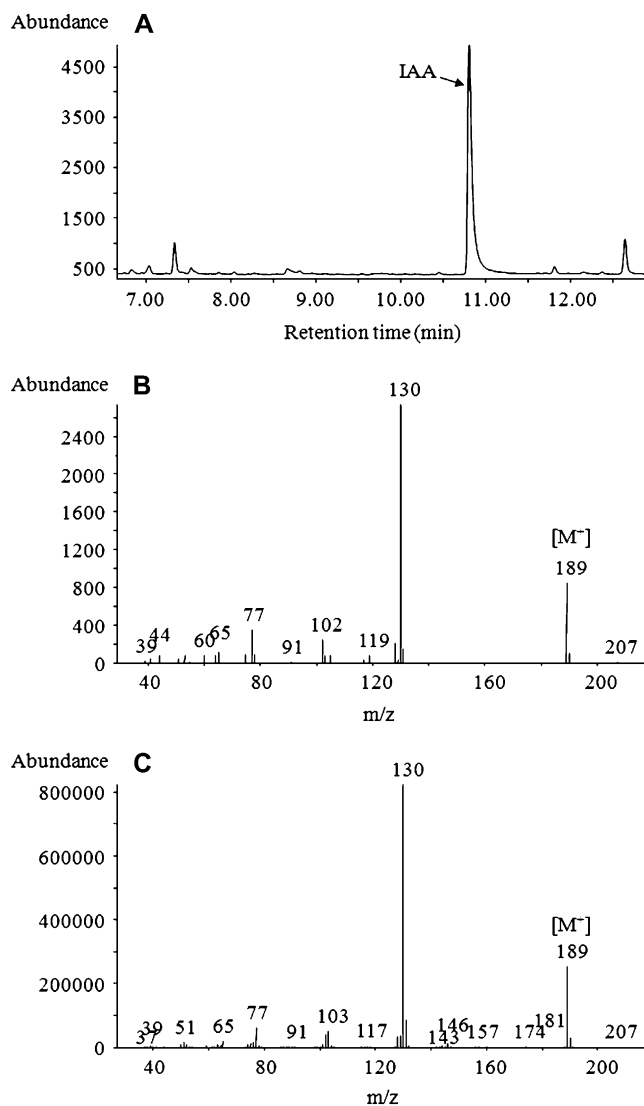 Abundance A
4500
3500
2500
1500
500
IAA
7.00 8.00 9.00 10.00 11.00 12.00
Retention time (min)
Abundance B
2400
2000
1600
1200
800
400
0
39 44 60 65 77 91 102 119 130 [M⁺] 189 207
40 80 120 160 200
m/z
Abundance C
800000
600000
400000
200000
0
37 39 51 65 77 91 103 117 130 143 146 157 174 181 [M⁺] 189 207
40 80 120 160 200
m/z